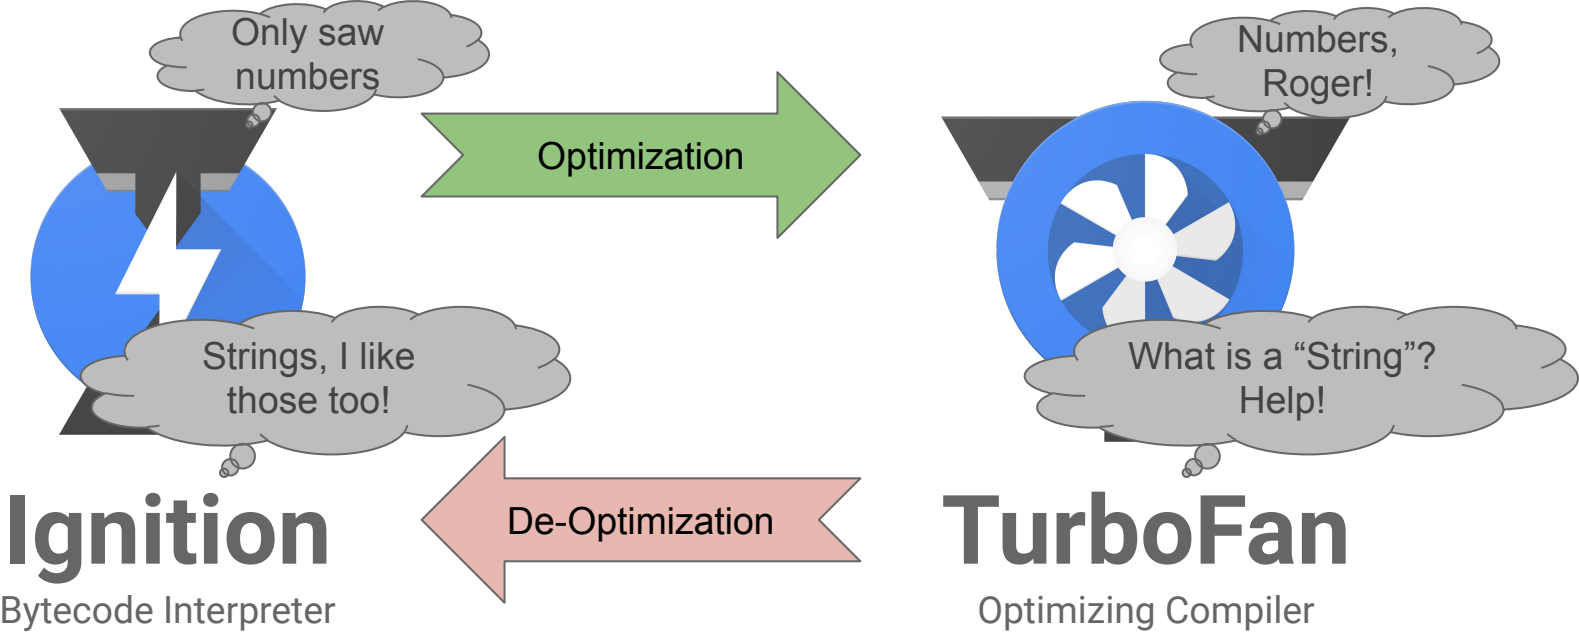 Only saw
numbers
Numbers,
Roger!
Optimization
Strings, I like
those too!
What is a “String”?
Help!
De-Optimization
Ignition
Bytecode Interpreter
TurboFan
Optimizing Compiler